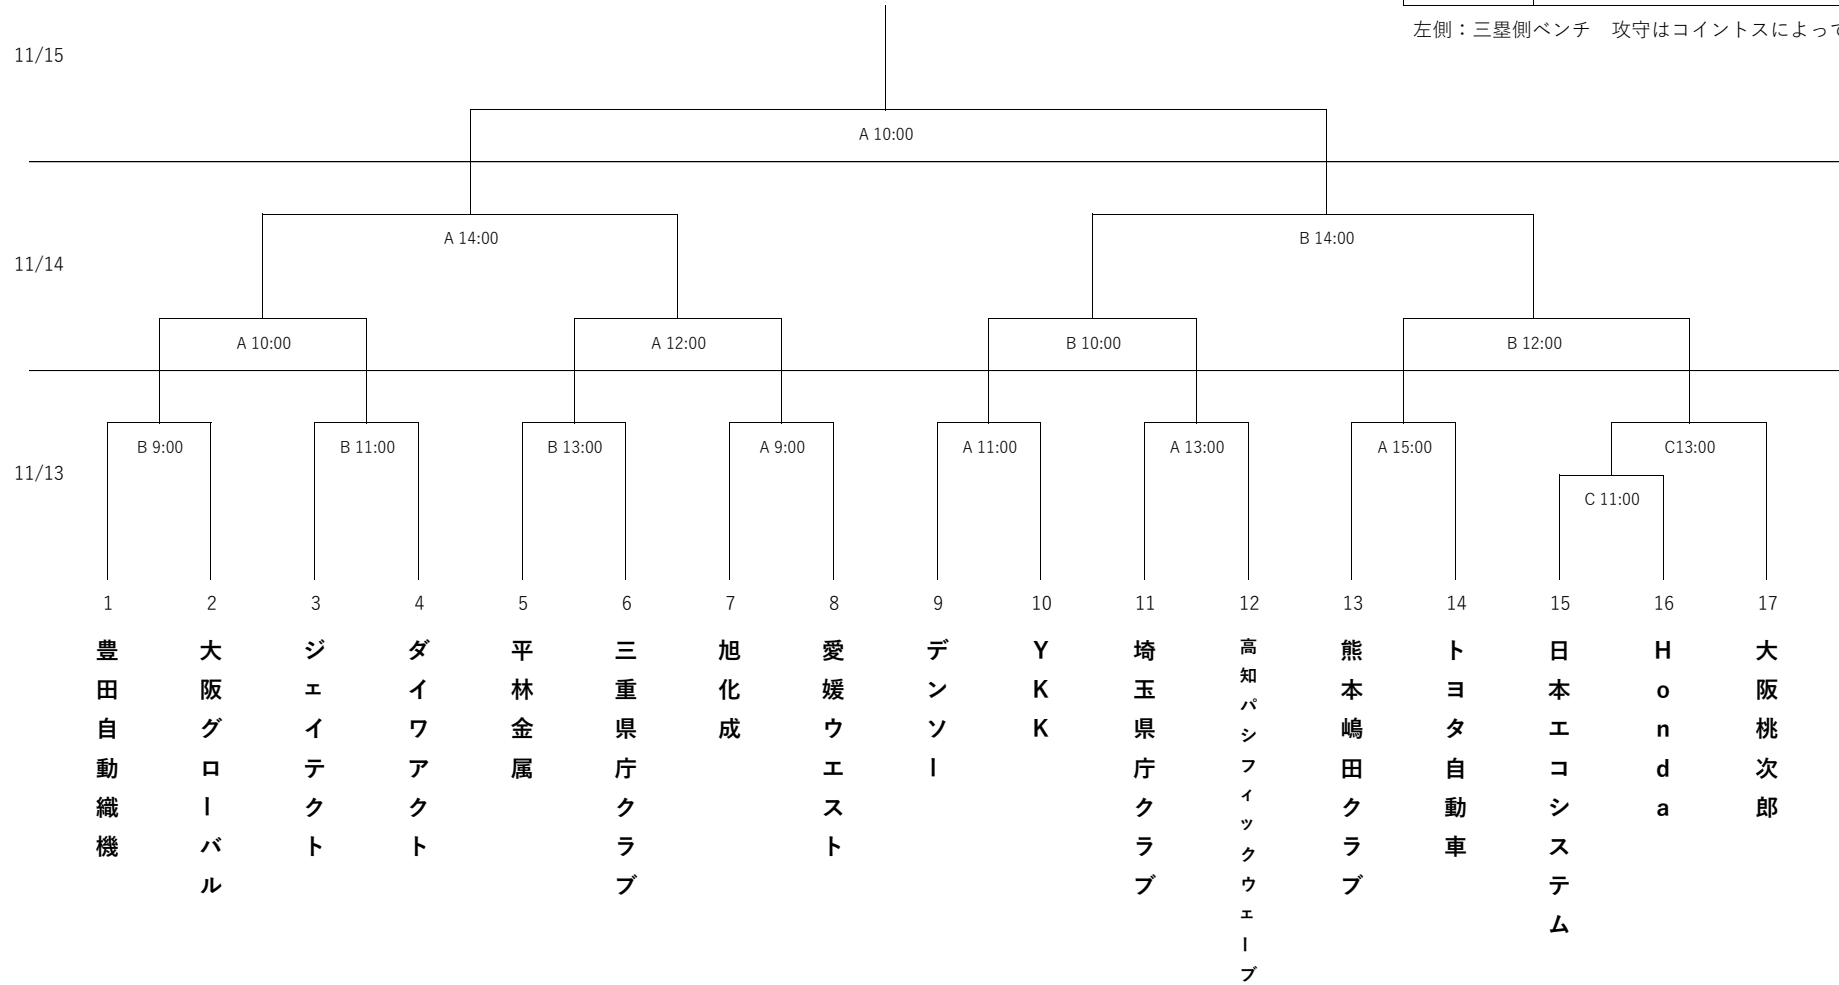 左側：三塁側ベンチ　攻守はコイントスによって
11/15
A 10:00
A 14:00
B 14:00
11/14
A 10:00
A 12:00
B 10:00
B 12:00
B 9:00
B 11:00
B 13:00
A 9:00
A 11:00
A 13:00
A 15:00
C13:00
11/13
C 11:00
1
2
3
4
5
6
7
8
9
10
11
12
13
14
15
16
17
豊田自動織機
大阪グローバル
ジェイテクト
ダイワアクト
平林金属
三重県庁クラブ
旭化成
愛媛ウエスト
デンソー
YKK
埼玉県庁クラブ
高知パシフィックウェーブ
熊本嶋田クラブ
トヨタ自動車
日本エコシステム
Honda
大阪桃次郎